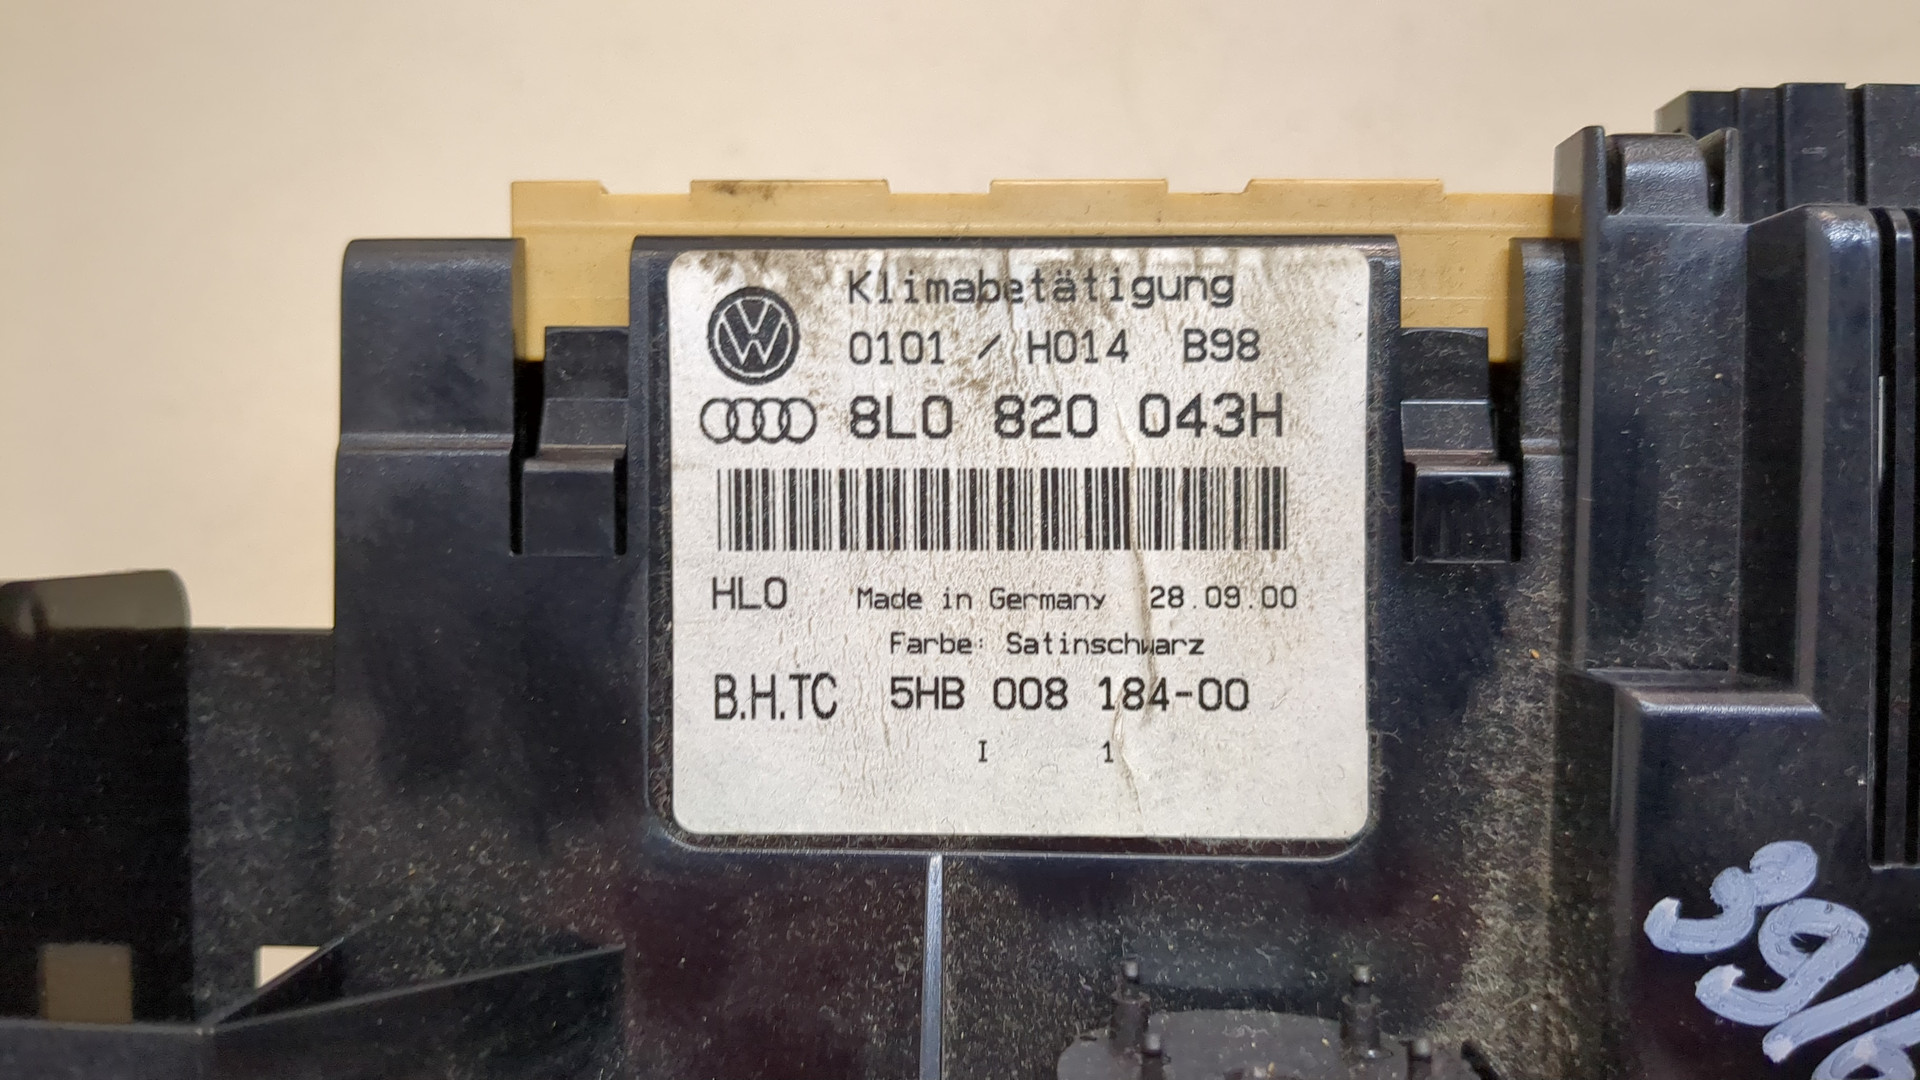 Klimabetätigung
0101 / H014 B98
8L0 820 043H
HLO Made in Germany 28.09.00
Farbe: Satinschwarz
B.H.TC 5HB 008 184-00
I 1